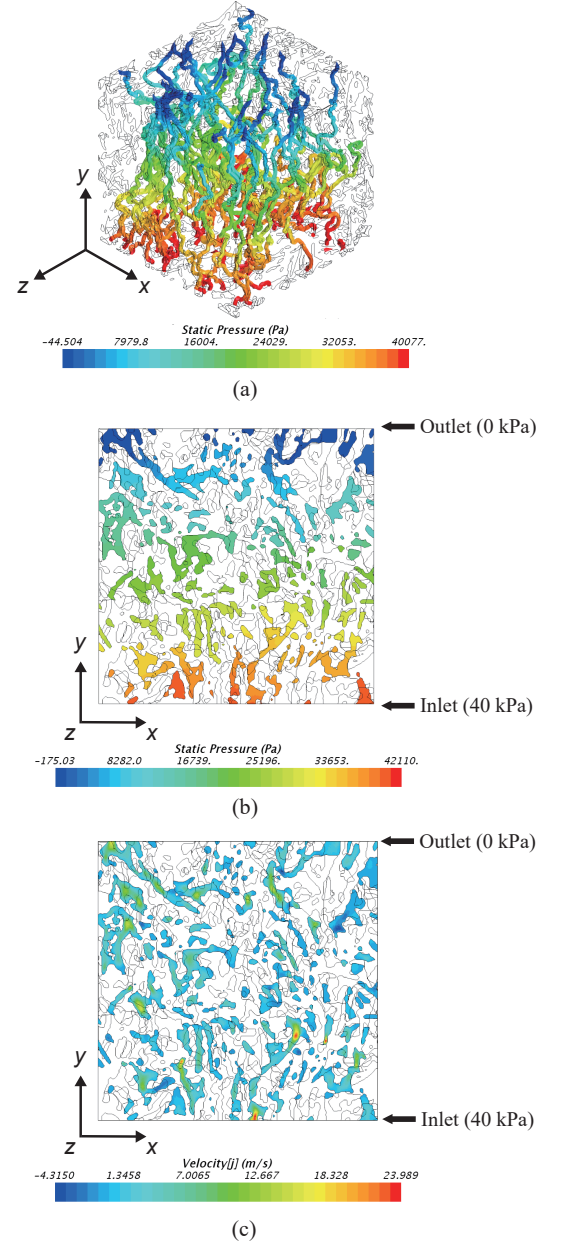 y
z x
Static Pressure (Pa)
-44.504 7979.8 16004. 24029. 32053. 40077.
(a)
Outlet (0 kPa)
y
Inlet (40 kPa)
z x
Static Pressure (Pa)
-175.03 8282.0 16739. 25196. 33653. 42110.
(b)
Outlet (0 kPa)
y
Inlet (40 kPa)
z x
Velocity[j] (m/s)
-4.3150 1.3458 7.0065 12.667 18.328 23.989
(c)